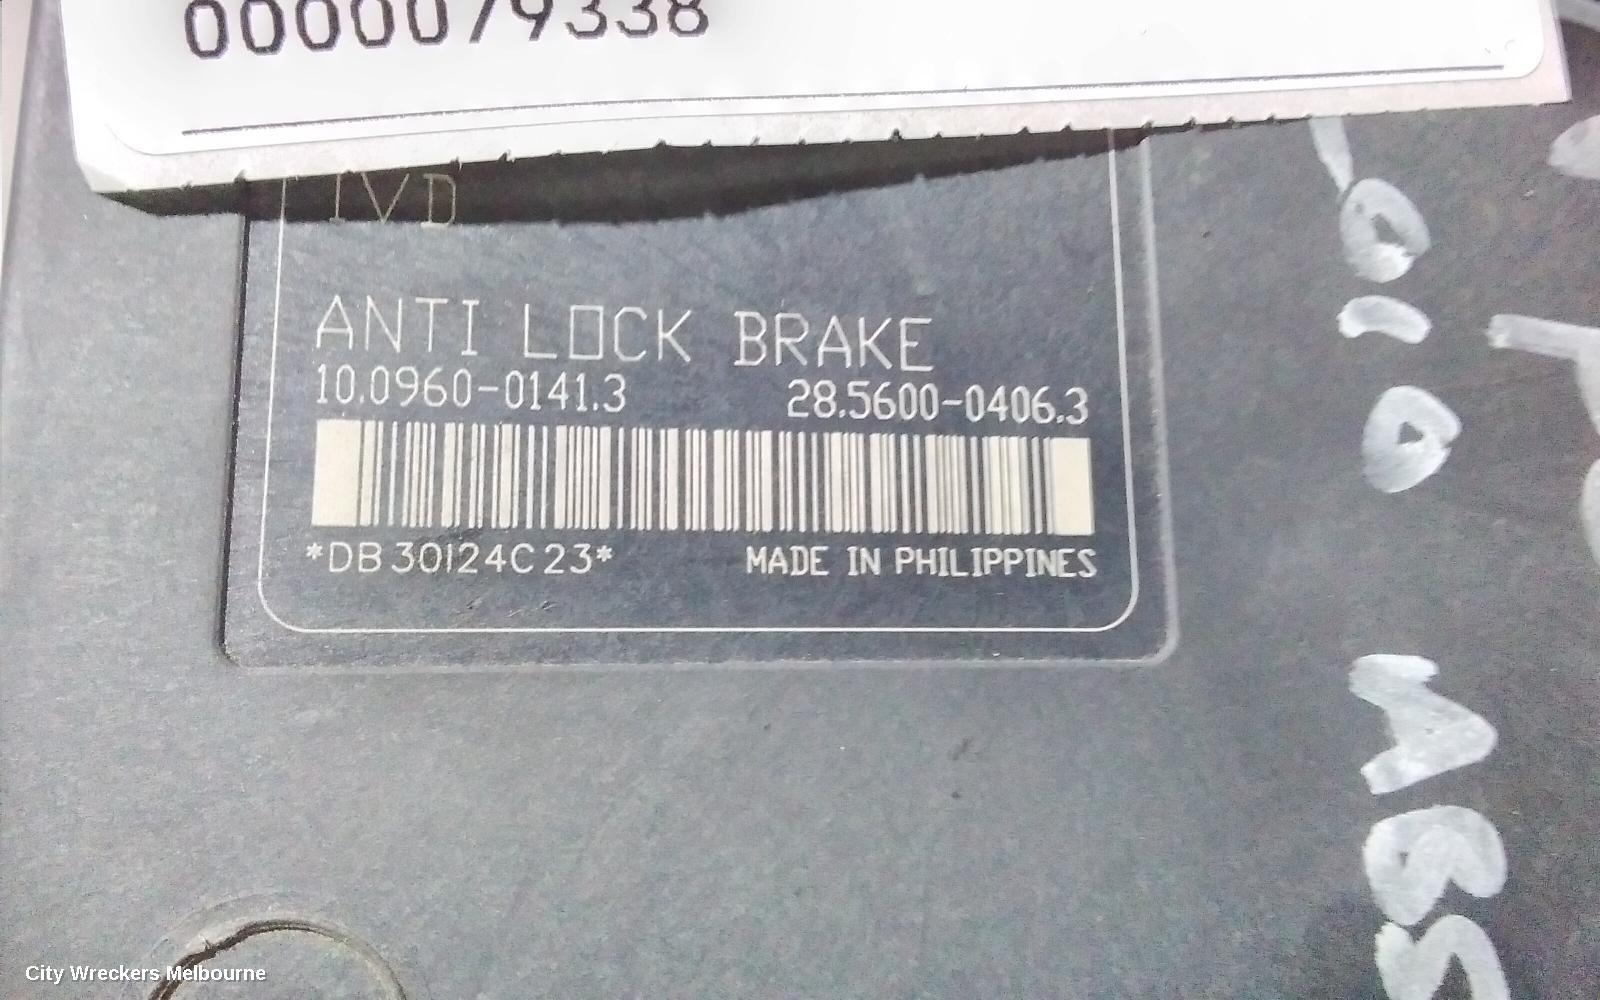 0000079338
IVD
ANTI LOCK BRAKE
10.0960-0141.3 28.5600-0406.3
*DB30124C23*
MADE IN PHILIPPINES
ABS
City Wreckers Melbourne